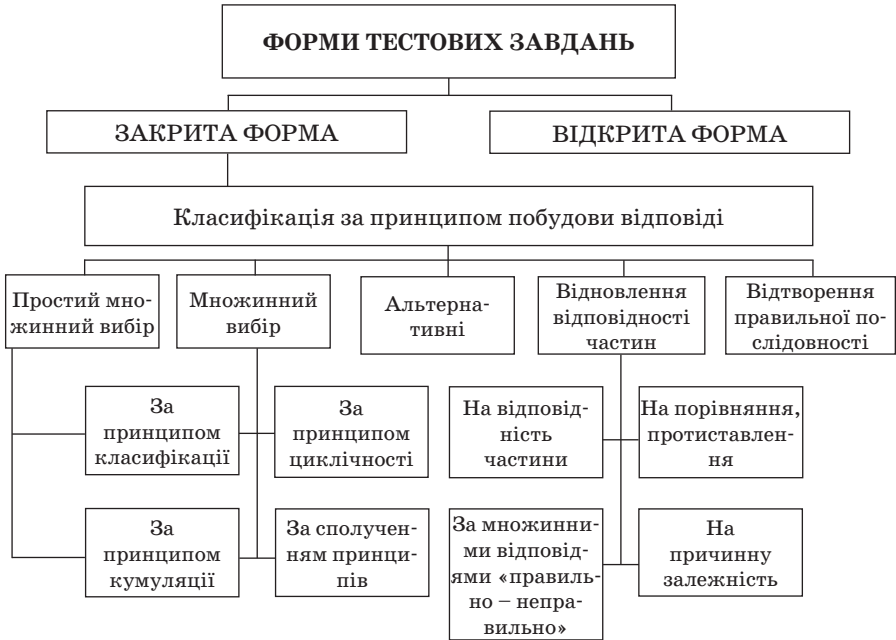 ФОРМИ ТЕСТОВИХ ЗАВДАНЬ
ЗАКРИТА ФОРМА
ВІДКРИТА ФОРМА
Класифікація за принципом побудови відповіді
Простий мно-
жинний вибір
Множинний
вибір
Альтерна-
тивні
Відновлення
відповідності
частин
Відтворення
правильної по-
слідовності
За
принципом
класифікації
За
принципом
циклічності
На відповід-
ність
частини
На порівняння,
протиставлен-
ня
За
принципом
кумуляції
За сполучен-
ням принци-
пів
За множинни-
ми відповід-
ями «правиль-
но – неправ-
вильно»
На
причинну
залежність